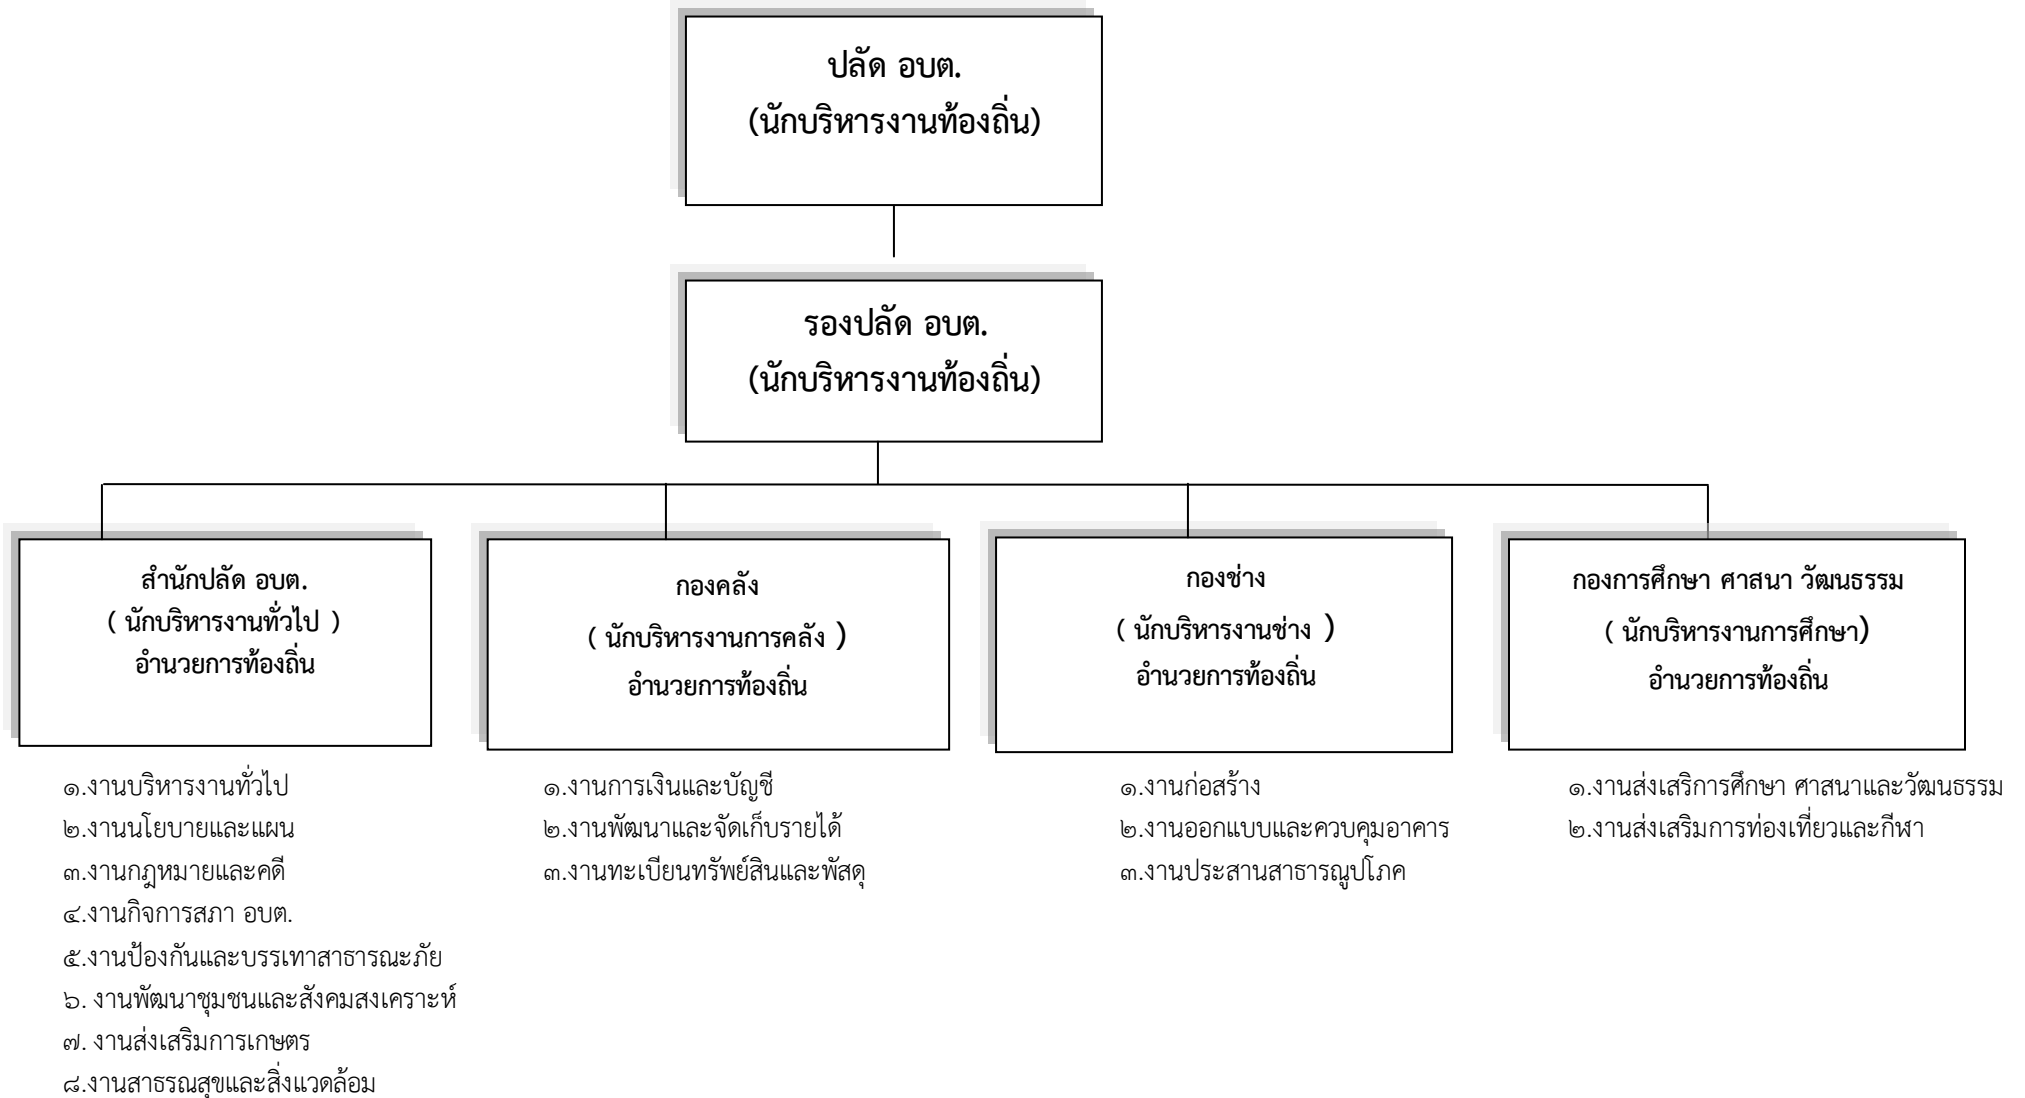 ปลัด อบต.
(นักบริหารงานท้องถิ่น)
รองปลัด อบต.
(นักบริหารงานท้องถิ่น)
สำนักปลัด อบต.
( นักบริหารงานทั่วไป )
อำนวยการท้องถิ่น
กองคลัง
( นักบริหารงานการคลัง )
อำนวยการท้องถิ่น
กองช่าง
( นักบริหารงานช่าง )
อำนวยการท้องถิ่น
กองการศึกษา ศาสนา วัฒนธรรม
( นักบริหารงานการศึกษา)
อำนวยการท้องถิ่น
๑.งานบริหารงานทั่วไป
๒.งานนโยบายและแผน
๓.งานกฎหมายและคดี
๔.งานกิจการสภา อบต.
๕.งานป้องกันและบรรเทาสาธารณะภัย
๖. งานพัฒนาชุมชนและสังคมสงเคราะห์
๗. งานส่งเสริมการเกษตร
๘.งานสาธรณสุขและสิ่งแวดล้อม
๑.งานการเงินและบัญชี
๒.งานพัฒนาและจัดเก็บรายได้
๓.งานทะเบียนทรัพย์สินและพัสดุ
๑.งานก่อสร้าง
๒.งานออกแบบและควบคุมอาคาร
๓.งานประสานสาธารณูปโภค
๑.งานส่งเสริการศึกษา ศาสนาและวัฒนธรรม
๒.งานส่งเสริมการท่องเที่ยวและกีฬา